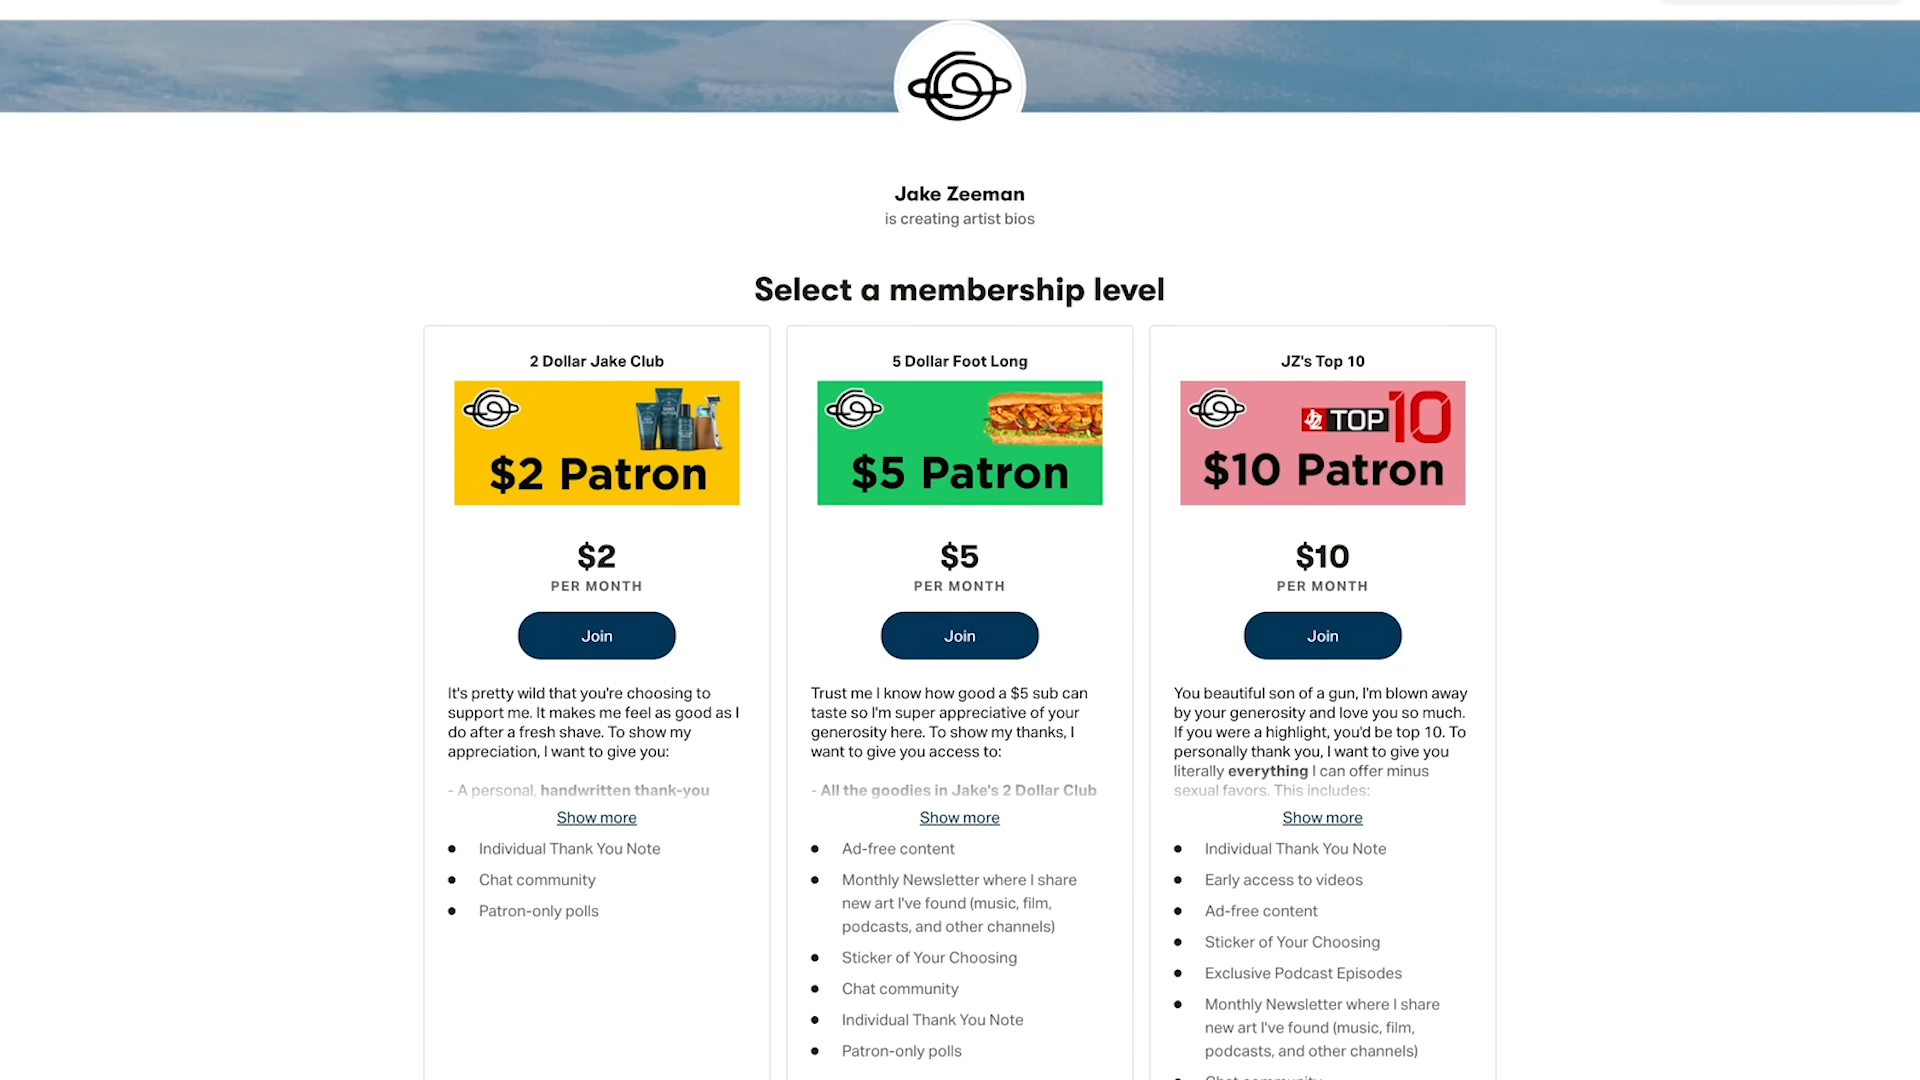 Jake Zeeman
is creating artist bios
Select a membership level
2 Dollar Jake Club
$2 Patron
$2
PER MONTH
Join
It's pretty wild that you're choosing to
support me. It makes me feel as good as I
do after a fresh shave. To show my
appreciation, I want to give you:
- A personal, handwritten thank-you
Show more
Individual Thank You Note
Chat community
Patron-only polls
5 Dollar Foot Long
$5 Patron
$5
PER MONTH
Join
Trust me I know how good a $5 sub can
taste so I'm super appreciative of your
generosity here. To show my thanks, I
want to give you access to:
- All the goodies in Jake's 2 Dollar Club
Show more
Ad-free content
Monthly Newsletter where I share
new art I've found (music, film,
podcasts, and other channels)
Sticker of Your Choosing
Chat community
Individual Thank You Note
Patron-only polls
JZ's Top 10
JZ TOP 10
$10 Patron
$10
PER MONTH
Join
You beautiful son of a gun, I'm blown away
by your generosity and love you so much.
If you were a highlight, you'd be top 10. To
personally thank you, I want to give you
literally everything I can offer minus
sexual favors. This includes:
Show more
Individual Thank You Note
Early access to videos
Ad-free content
Sticker of Your Choosing
Exclusive Podcast Episodes
Monthly Newsletter where I share
new art I've found (music, film,
podcasts, and other channels)